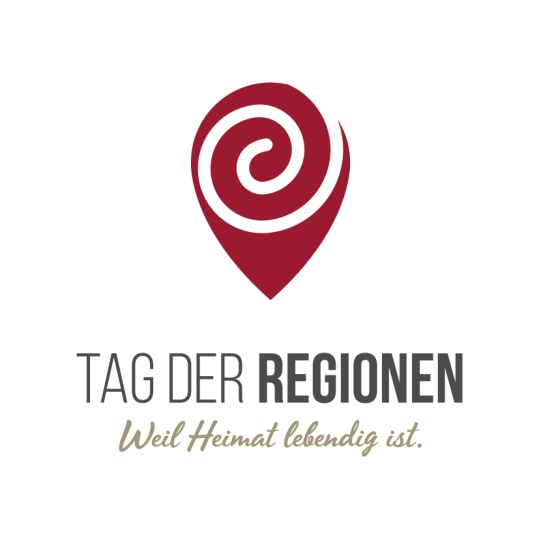 TAG DER REGIONEN
Weil Heimat lebendig ist.